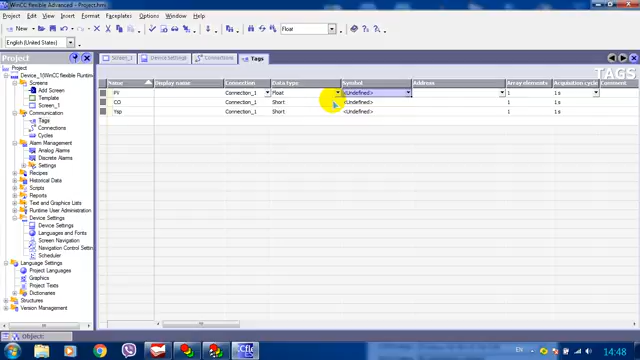 WinCC flexible Advanced - Project.hmi
Project Edit View Insert Format Faceplates Options Window Help
New Float
English (United States)
Project
Screen_1 Device Settings Connections Tags
TAGS
Name Display name Connection Data type Symbol Address Array elements Acquisition cycle Comment
PV Connection_1 Float <Undefined> 1 1 s
CO Connection_1 Short <Undefined> 1 1 s
Ysp Connection_1 Short <Undefined> 1 1 s
Project
Device_1(WinCC flexible Runtim
Screens
Add Screen
Template
Screen_1
Communication
Tags
Connections
Cycles
Alarm Management
Analog Alarms
Discrete Alarms
Settings
Recipes
Historical Data
Scripts
Reports
Text and Graphics Lists
Runtime User Administration
Device Settings
Device Settings
Languages and Fonts
Screen Navigation
Navigation Control Settin
Scheduler
Language Settings
Project Languages
Graphics
Project Texts
Dictionaries
Structures
Version Management
Object:
EN 14:48